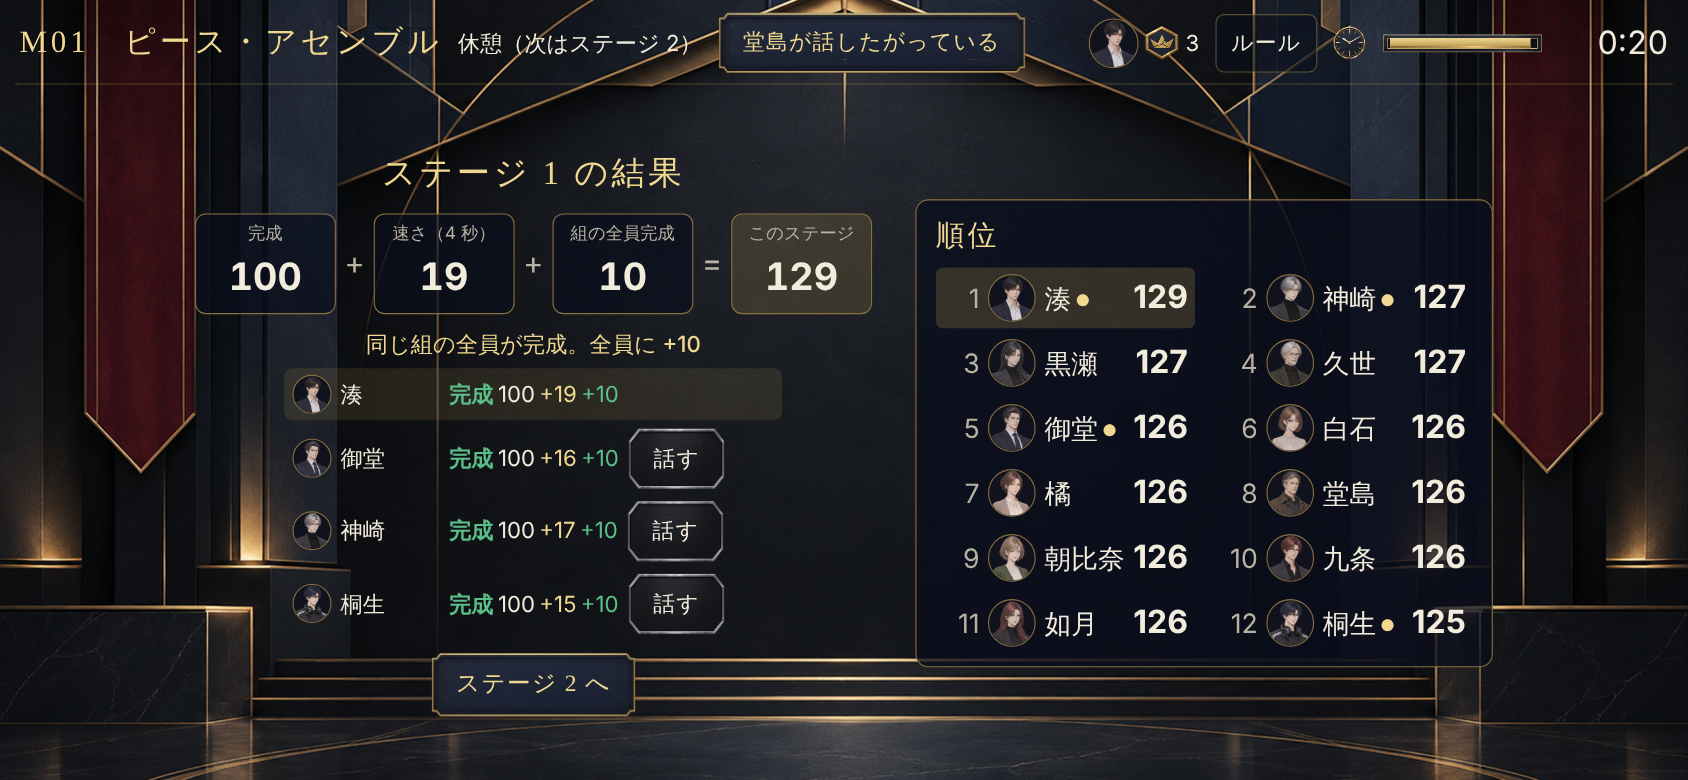 M01 ピース・アセンブル 休憩（次はステージ 2） 堂島が話したがっている 3 ルール 0:20
ステージ 1 の結果
完成 速さ（4 秒） 組の全員完成 このステージ
100 + 19 + 10 = 129
同じ組の全員が完成。全員に +10
湊 完成 100 +19 +10
御堂 完成 100 +16 +10 話す
神崎 完成 100 +17 +10 話す
桐生 完成 100 +15 +10 話す
ステージ 2 へ
順位
1 湊 129 2 神崎 127
3 黒瀬 127 4 久世 127
5 御堂 126 6 白石 126
7 橘 126 8 堂島 126
9 朝比奈 126 10 九条 126
11 如月 126 12 桐生 125